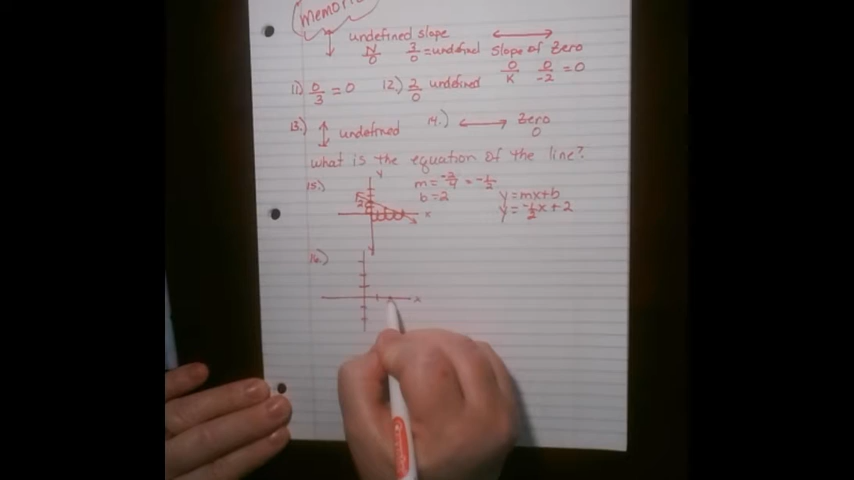 undefined slope
N/0 3/0 = undefined slope of Zero
0/K 0/-2 = 0
11) 0/3 = 0 12.) 2/0 undefined
13.) undefined 14.) Zero
0
what is the equation of the line?
15.) y m = -2/4 = -1/2
2 b = 2 y = mx+b
x y = -1/2x + 2
16.)
x